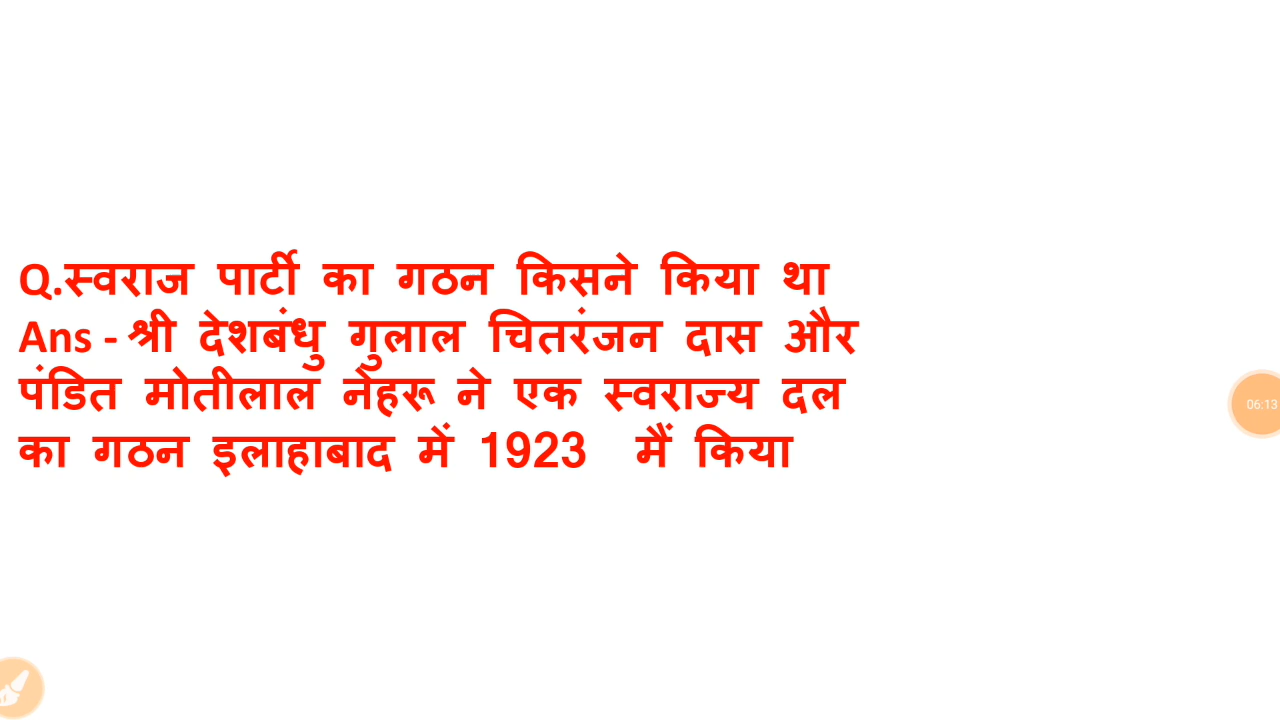 Q.स्वराज पार्टी का गठन किसने किया था
Ans - श्री देशबंधु गुलाल चितरंजन दास और
पंडित मोतीलाल नेहरू ने एक स्वराज्य दल
का गठन इलाहाबाद में 1923 मैं किया
06:13